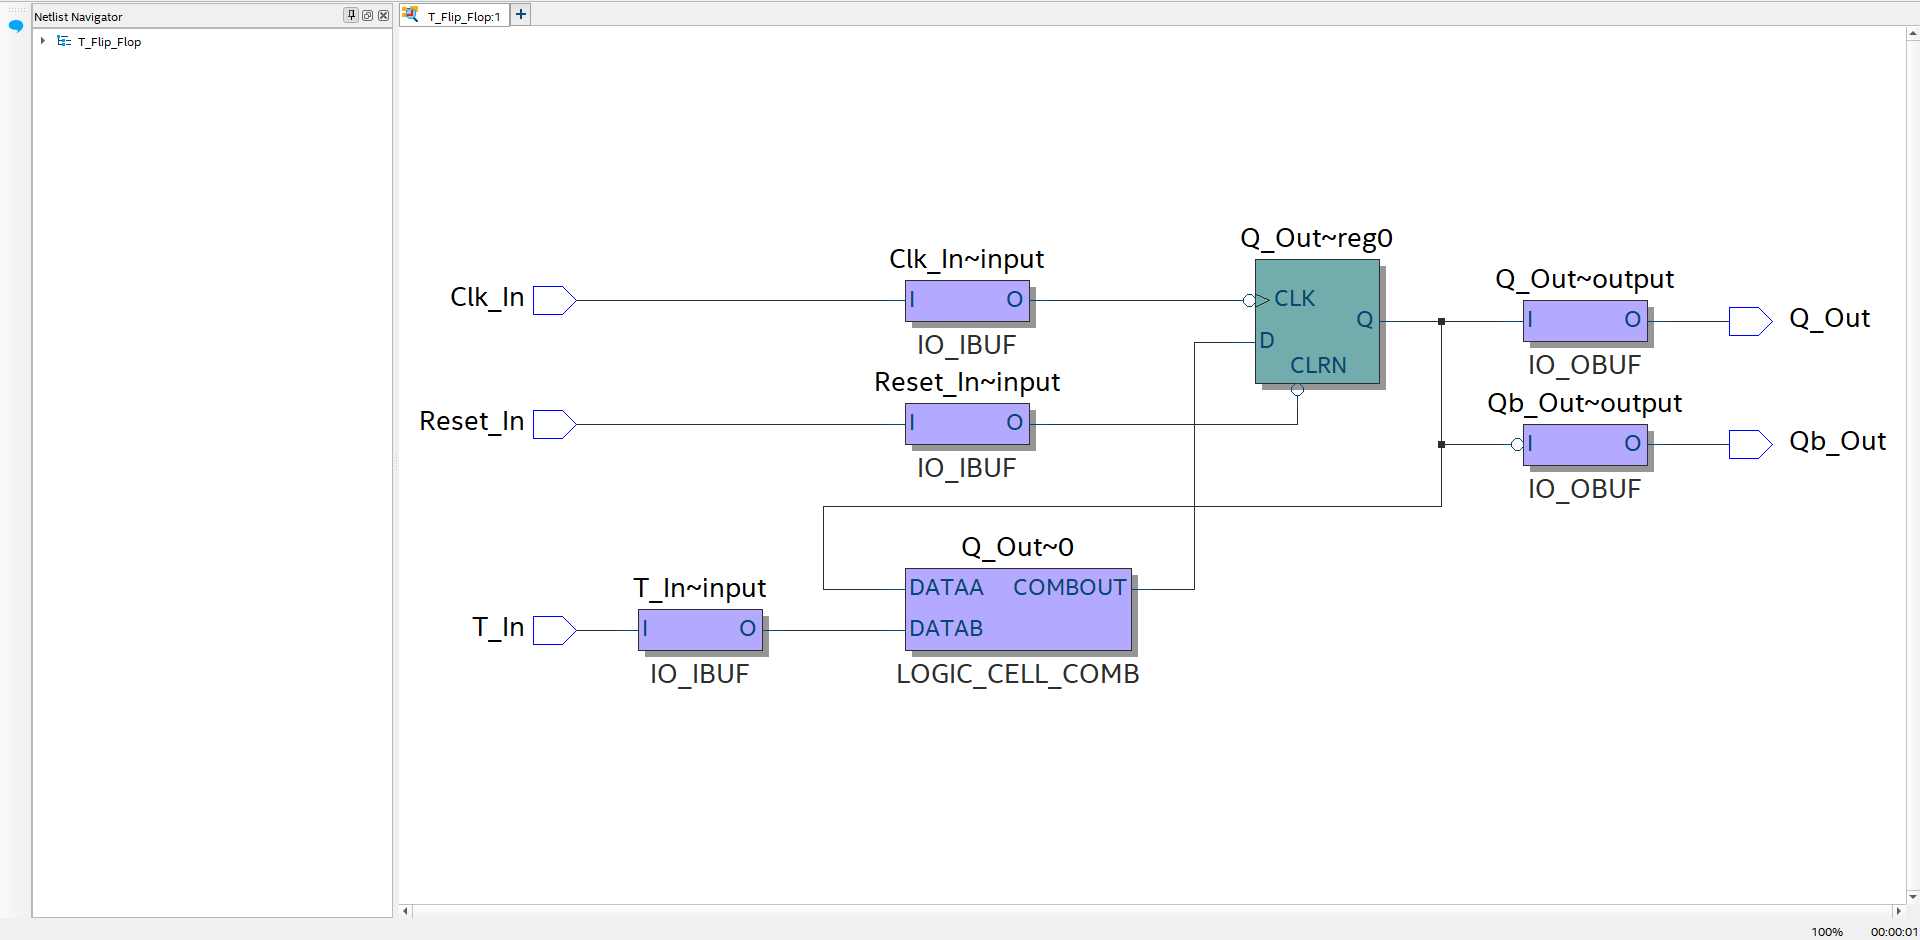 Netlist Navigator
T_Flip_Flop
T_Flip_Flop:1
Q_Out~reg0
Clk_In~input
Q_Out~output
Clk_In
I O
CLK
Q
I O
Q_Out
D
IO_IBUF
CLRN
IO_OBUF
Reset_In~input
Qb_Out~output
Reset_In
I O
I O
Qb_Out
IO_IBUF
IO_OBUF
Q_Out~0
T_In~input
DATAA COMBOUT
T_In
I O
DATAB
IO_IBUF
LOGIC_CELL_COMB
100% 00:00:01